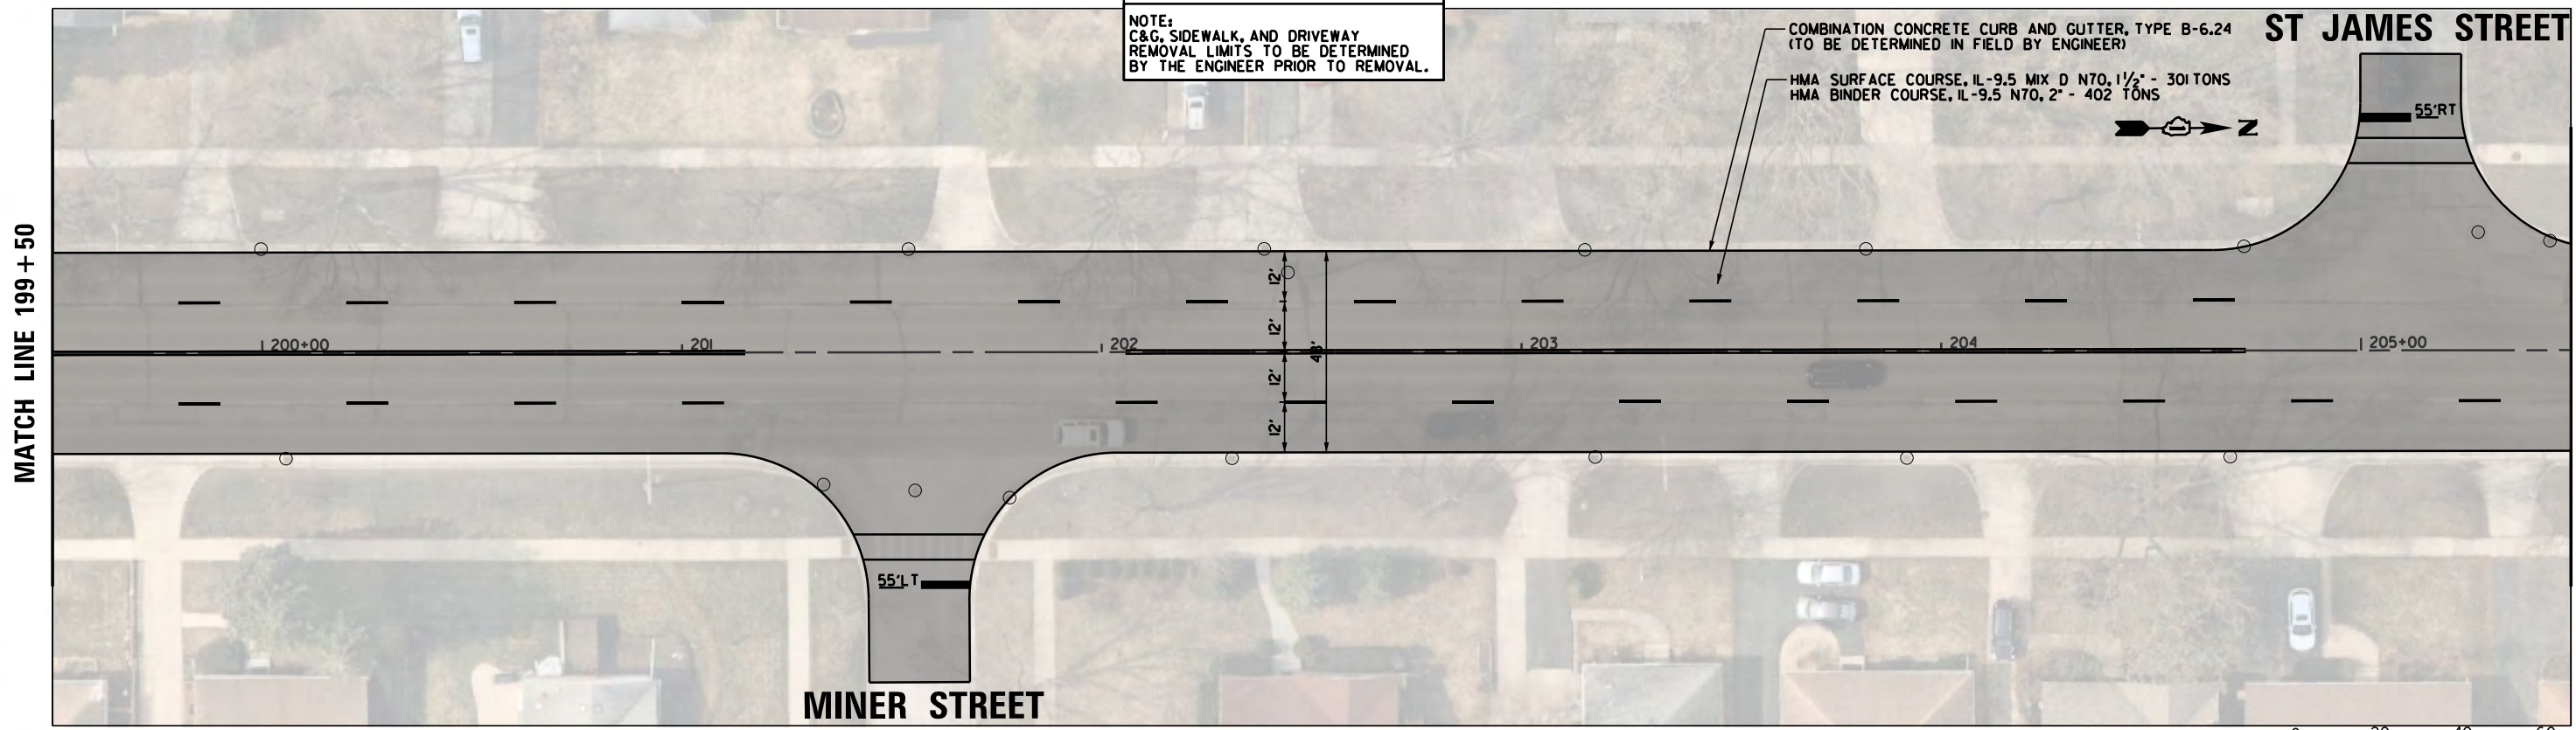 NOTE:
C&G, SIDEWALK, AND DRIVEWAY
REMOVAL LIMITS TO BE DETERMINED
BY THE ENGINEER PRIOR TO REMOVAL.
COMBINATION CONCRETE CURB AND GUTTER, TYPE B-6.24
(TO BE DETERMINED IN FIELD BY ENGINEER)
HMA SURFACE COURSE, IL-9.5 MIX D N70, 1 1/2" - 301 TONS
HMA BINDER COURSE, IL-9.5 N70, 2" - 402 TONS
ST JAMES STREET
55'RT
N
MATCH LINE 199+50
12'
12'
48'
12'
12'
200+00
201
202
203
204
205+00
55'LT
MINER STREET